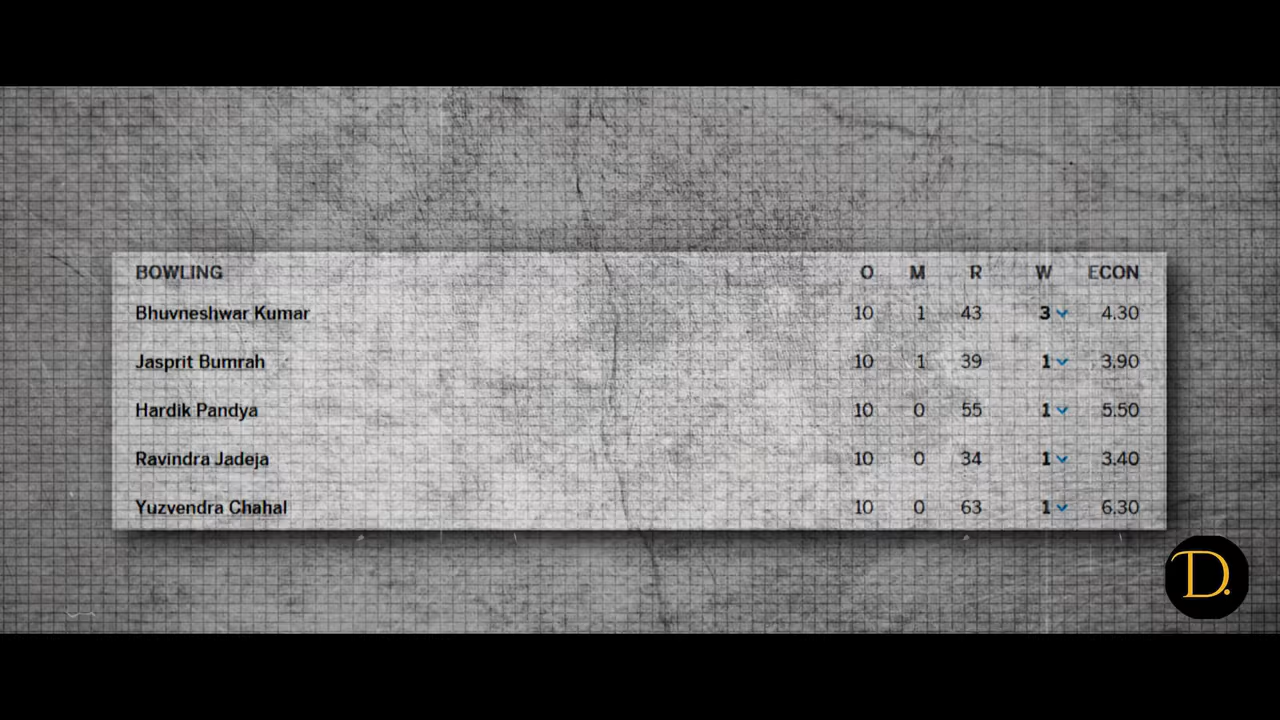 BOWLING O M R W ECON
Bhuvneshwar Kumar 10 1 43 3 4.30
Jasprit Bumrah 10 1 39 1 3.90
Hardik Pandya 10 0 55 1 5.50
Ravindra Jadeja 10 0 34 1 3.40
Yuzvendra Chahal 10 0 63 1 6.30
D.